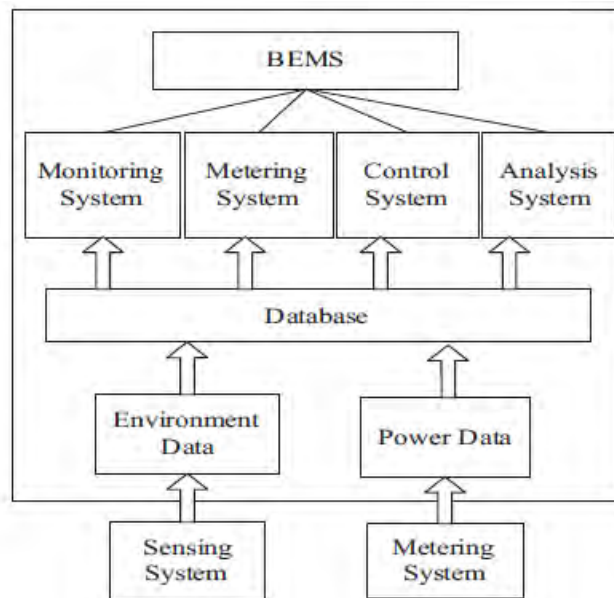 BEMS
Monitoring
System
Metering
System
Control
System
Analysis
System
Database
Environment
Data
Power Data
Sensing
System
Metering
System